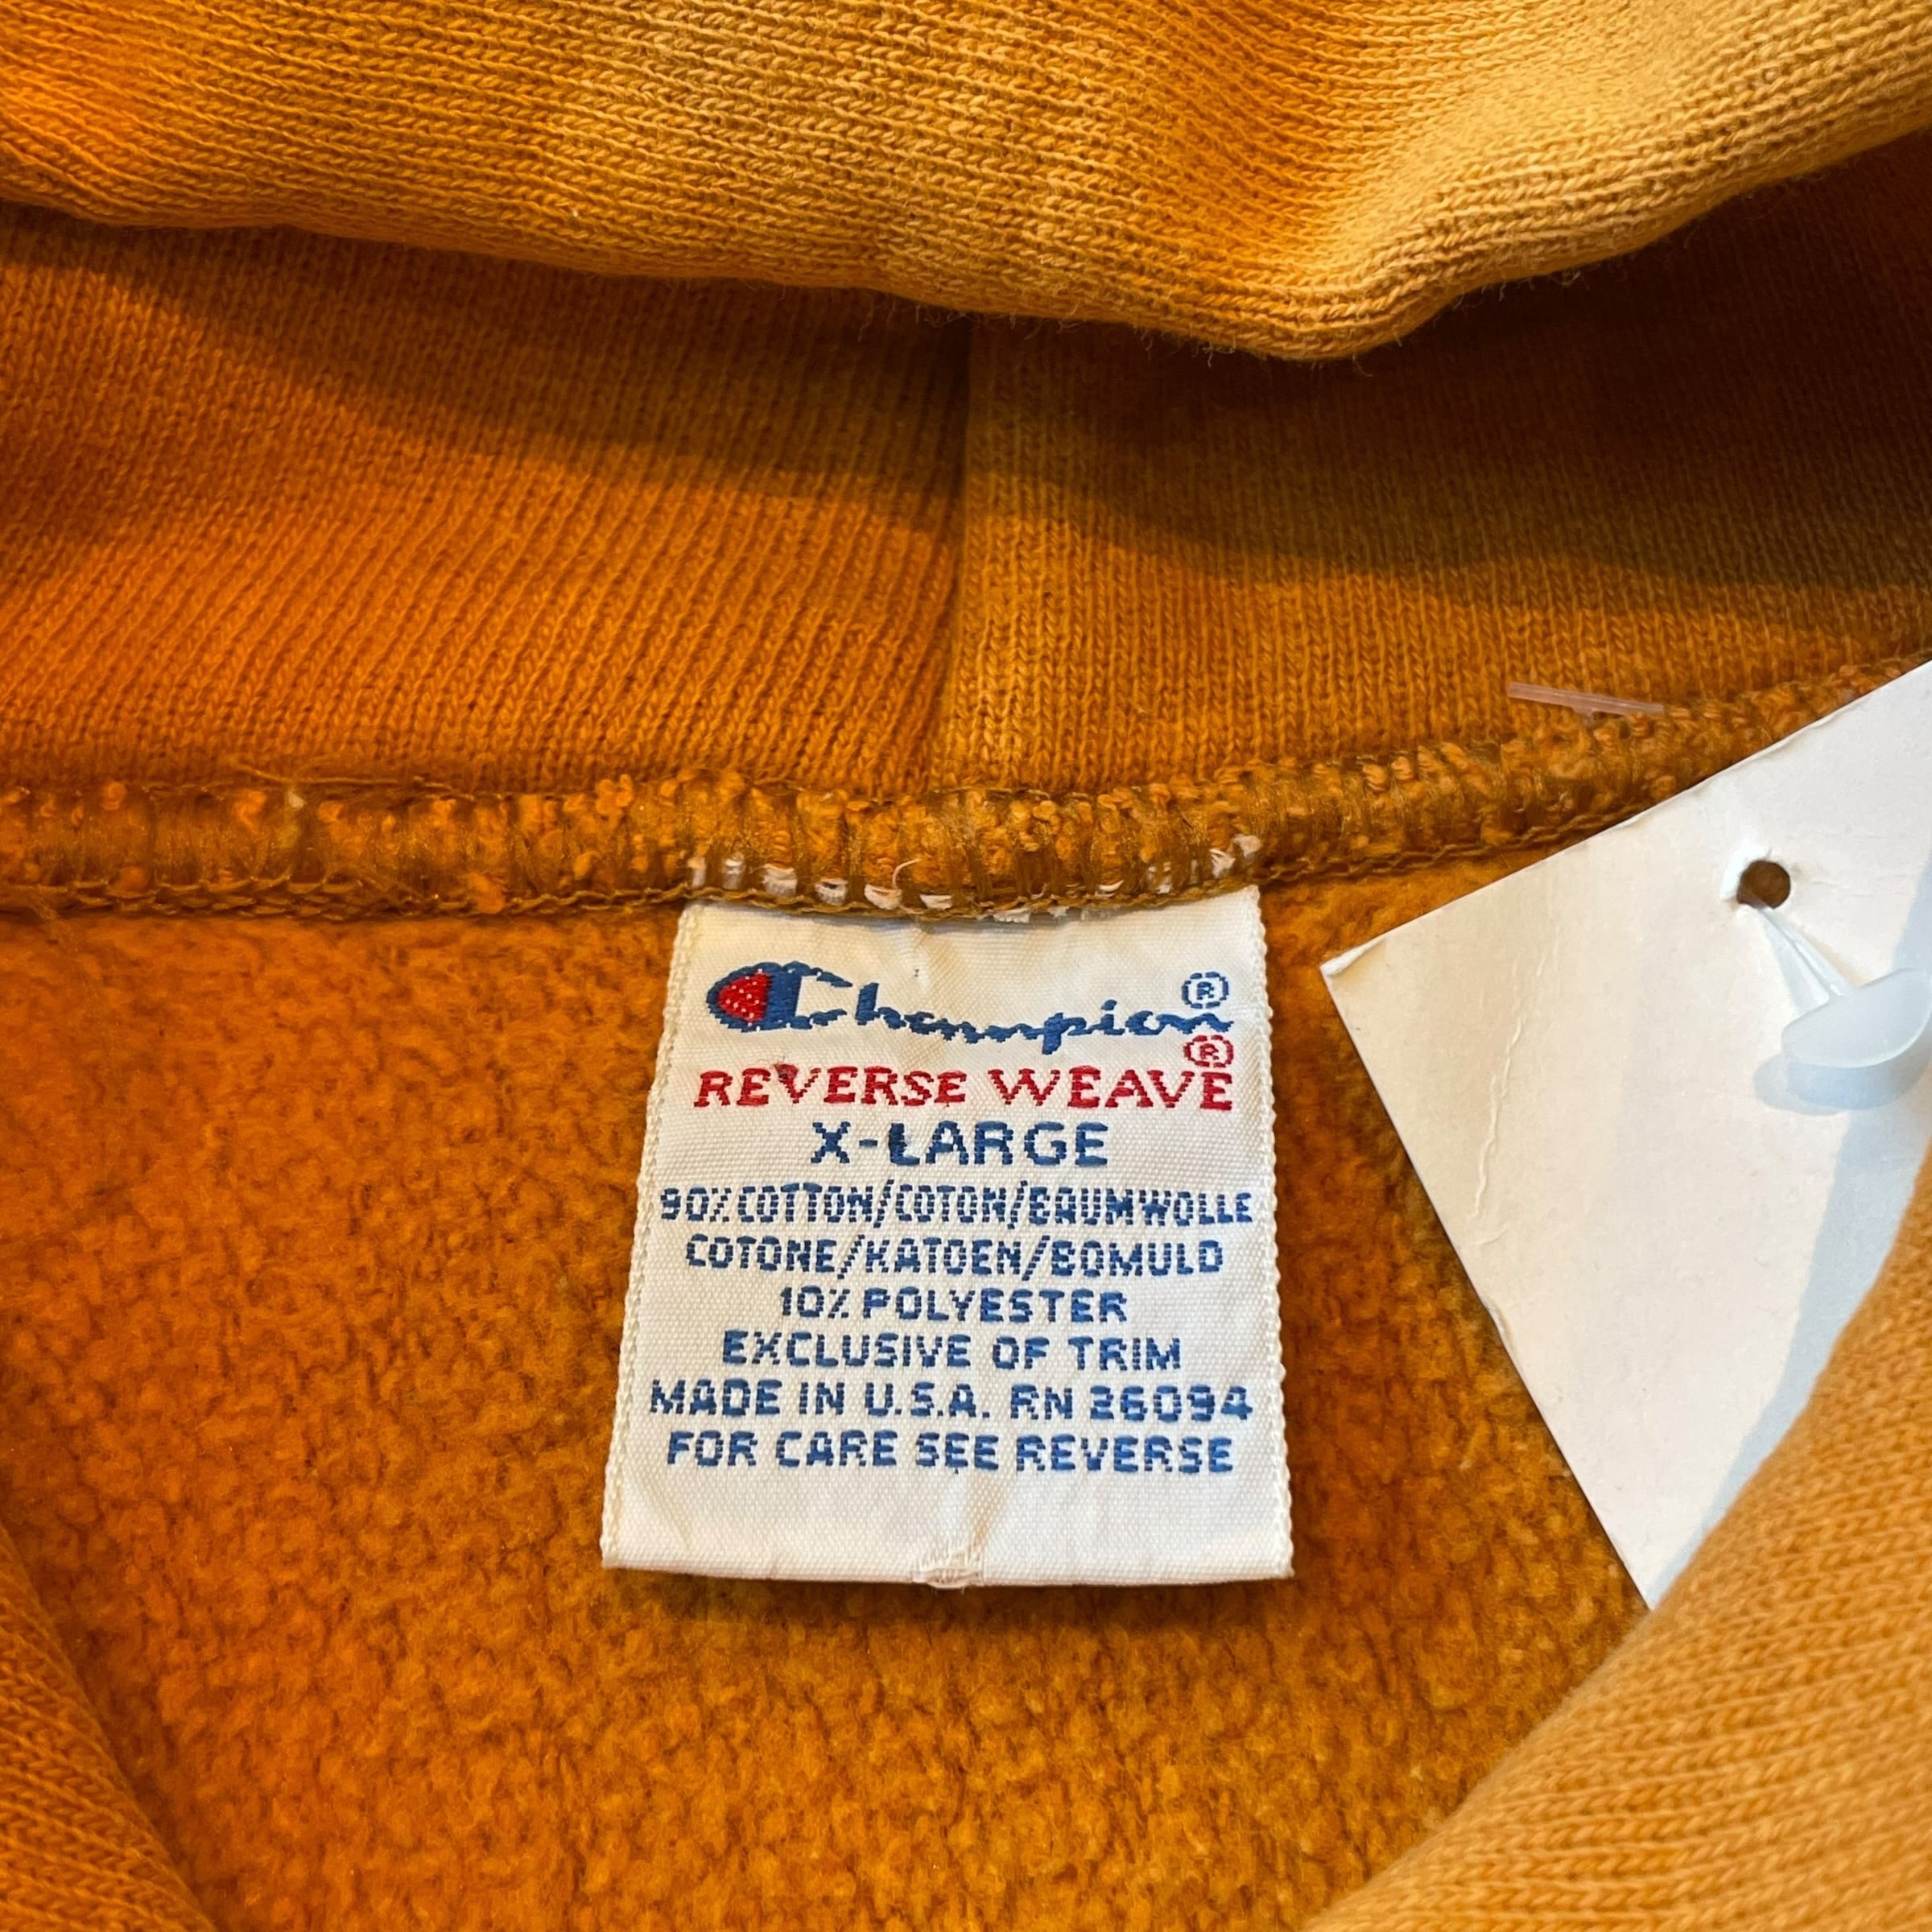 Champion®
REVERSE WEAVE®
X-LARGE
90% COTTON/COTON/BAUMWOLLE
COTONE/KATOEN/BOMULD
10% POLYESTER
EXCLUSIVE OF TRIM
MADE IN U.S.A. RN 26094
FOR CARE SEE REVERSE